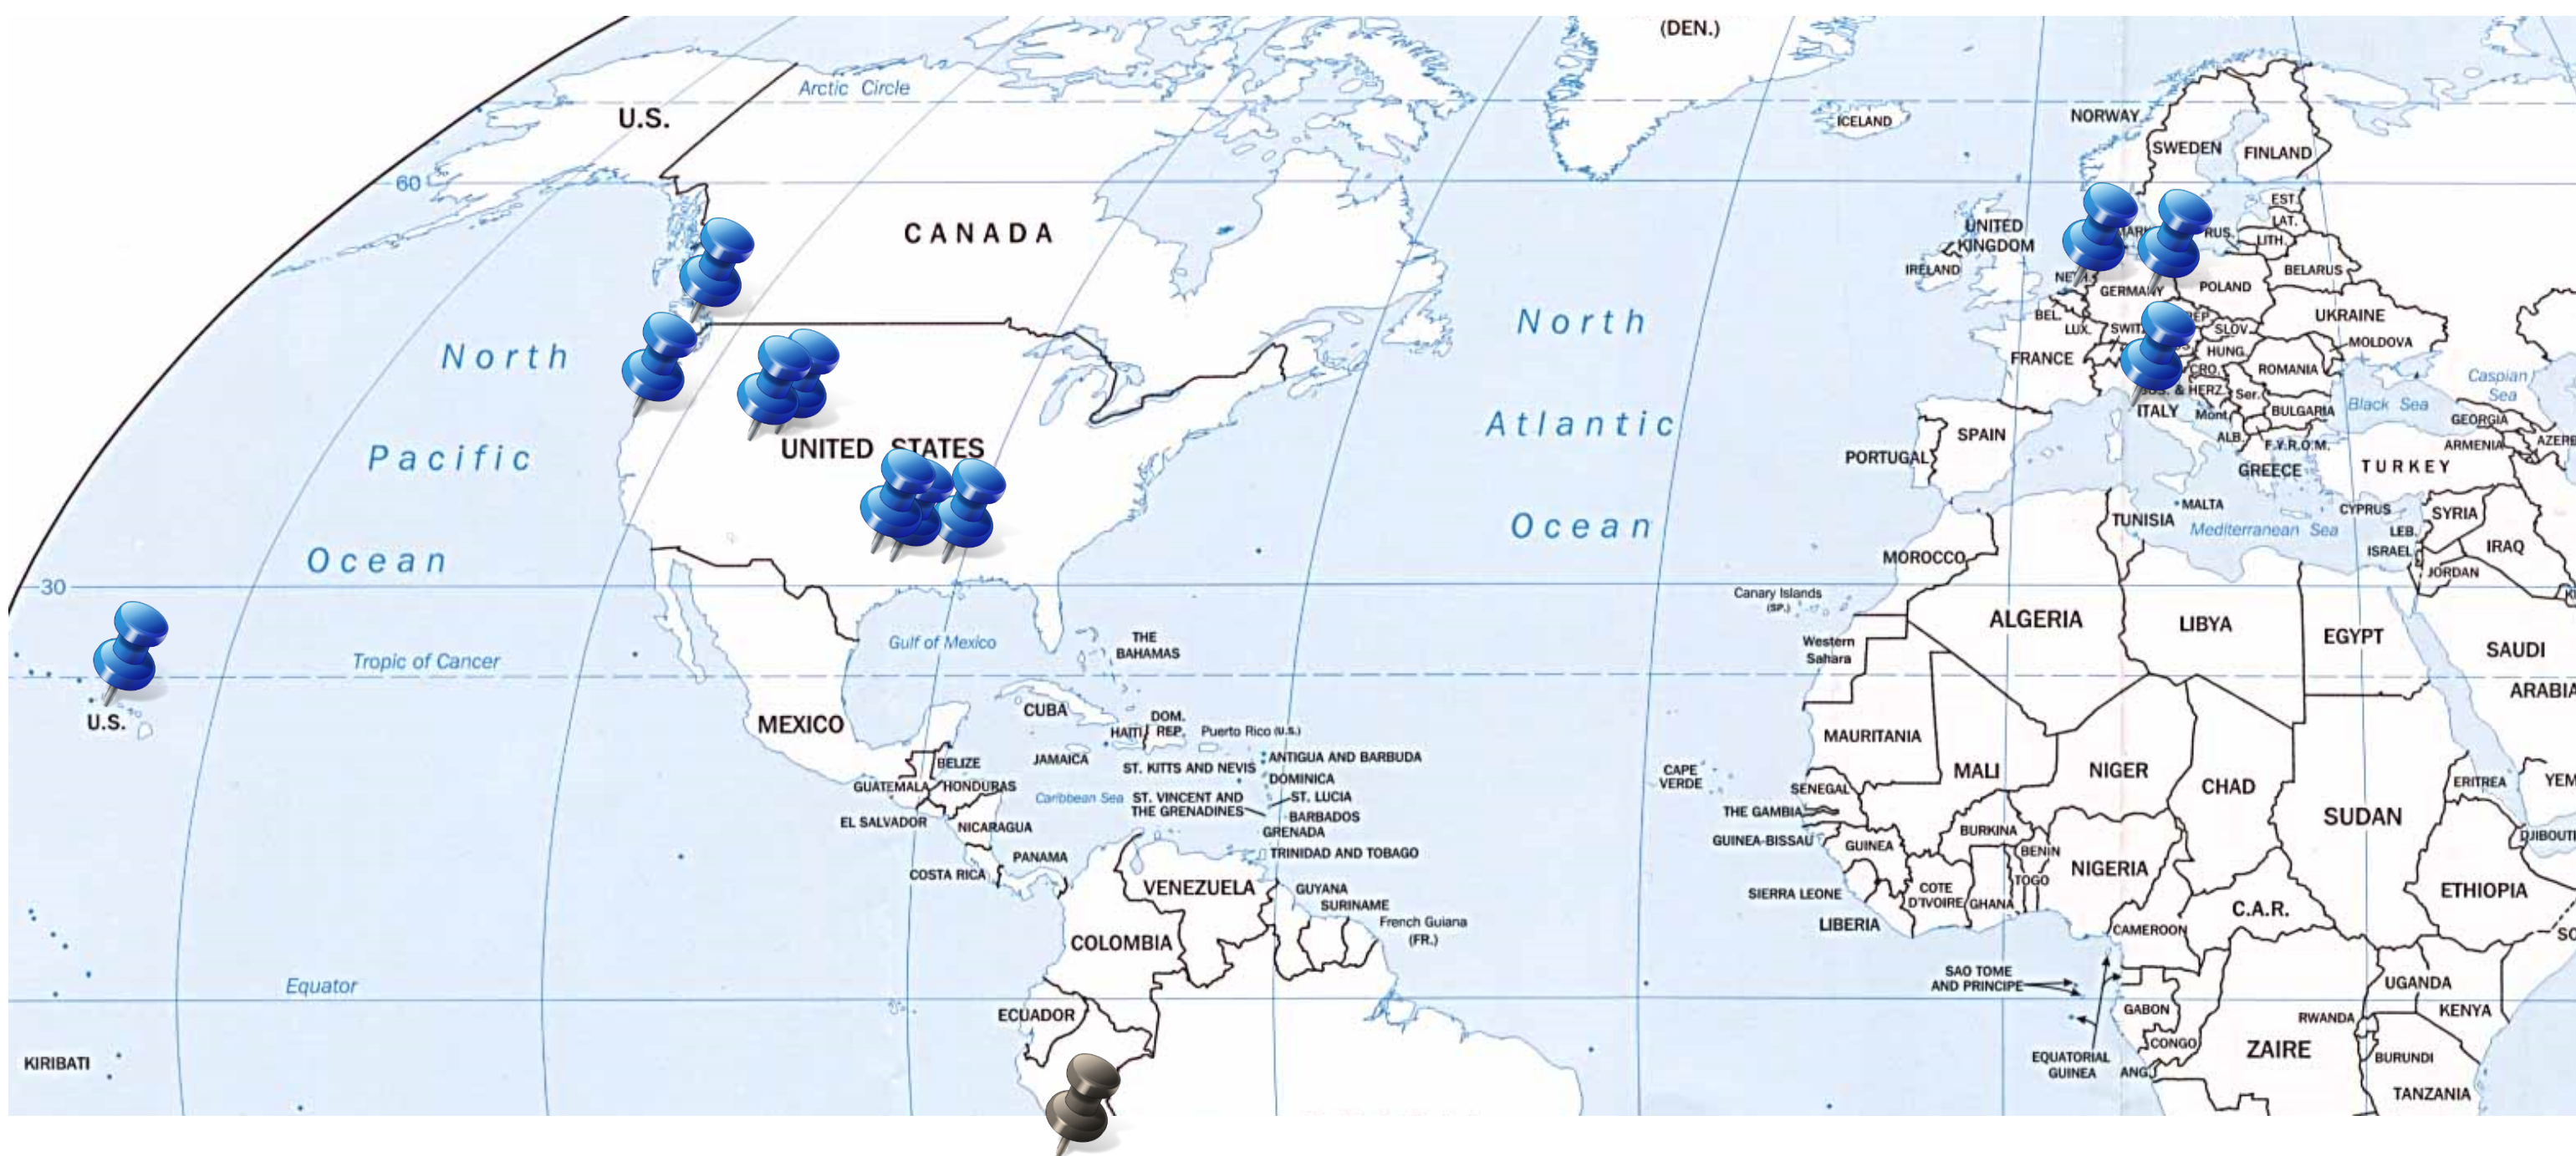 (DEN.)
Arctic Circle
U.S.
NORWAY
ICELAND
SWEDEN
FINLAND
60
CANADA
EST.
LAT.
UNITED
KINGDOM
RUS.
LITH.
IRELAND
BELARUS
GERMANY
POLAND
BEL.
LUX.
SLOV.
UKRAINE
North
Atlantic
Ocean
North
Pacific
Ocean
FRANCE
HUNG.
MOLDOVA
CRO.
ROMANIA
Caspian
Sea
& HERZ.
Ser.
Black Sea
ITALY
Mont.
BULGARIA
GEORGIA
UNITED STATES
SPAIN
ALB.
F.Y.R.O.M.
ARMENIA
AZERB
PORTUGAL
GREECE
TURKEY
MALTA
CYPRUS
SYRIA
TUNISIA
Mediterranean Sea
LEB.
ISRAEL
IRAQ
MOROCCO
JORDAN
30
Canary Islands
(SP.)
ALGERIA
LIBYA
EGYPT
Gulf of Mexico
THE
BAHAMAS
Western
Sahara
SAUDI
ARABIA
Tropic of Cancer
U.S.
MEXICO
CUBA
HAITI
DOM.
REP.
Puerto Rico (U.S.)
MAURITANIA
BELIZE
JAMAICA
ST. KITTS AND NEVIS
ANTIGUA AND BARBUDA
DOMINICA
CAPE
VERDE
MALI
NIGER
CHAD
ERITREA
YEM
GUATEMALA
HONDURAS
Caribbean Sea
ST. VINCENT AND
THE GRENADINES
ST. LUCIA
BARBADOS
SENEGAL
THE GAMBIA
SUDAN
EL SALVADOR
NICARAGUA
GRENADA
GUINEA-BISSAU
GUINEA
BURKINA
BENIN
DJIBOUTI
PANAMA
TRINIDAD AND TOBAGO
COSTA RICA
VENEZUELA
GUYANA
SURINAME
French Guiana
(FR.)
SIERRA LEONE
COTE
D'IVOIRE
GHANA
TOGO
NIGERIA
ETHIOPIA
LIBERIA
C.A.R.
CAMEROON
SO
COLOMBIA
Equator
SAO TOME
AND PRINCIPE
UGANDA
ECUADOR
GABON
RWANDA
KENYA
KIRIBATI
EQUATORIAL
GUINEA
CONGO
ZAIRE
BURUNDI
ANG.
TANZANIA